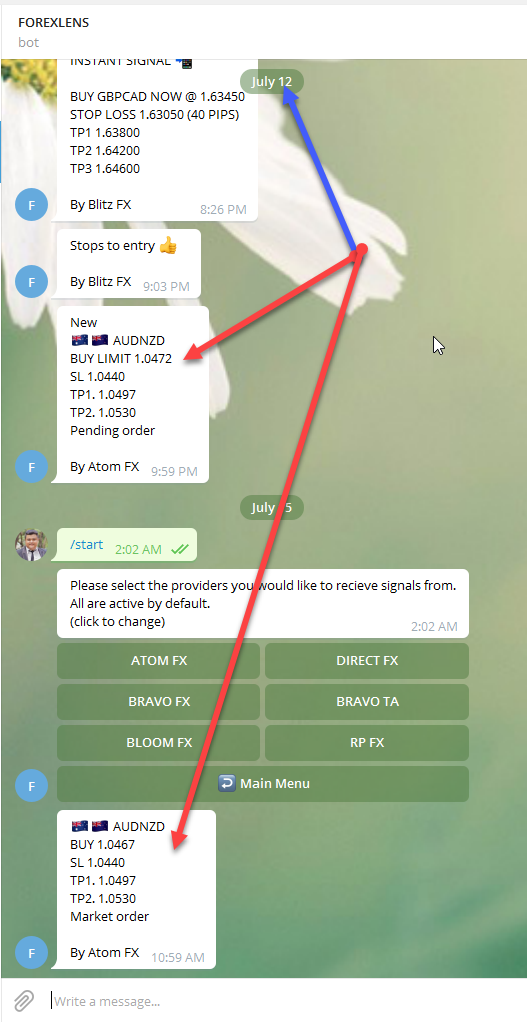 FOREXLENS
bot
INSTANT SIGNAL
July 12
BUY GBPCAD NOW @ 1.63450
STOP LOSS 1.63050 (40 PIPS)
TP1 1.63800
TP2 1.64200
TP3 1.64600
By Blitz FX
8:26 PM
F
Stops to entry 👍
By Blitz FX
9:03 PM
F
New
🇦🇺 🇳🇿 AUDNZD
BUY LIMIT 1.0472
SL 1.0440
TP1. 1.0497
TP2. 1.0530
Pending order
By Atom FX
9:59 PM
F
July 15
/start
2:02 AM
Please select the providers you would like to recieve signals from.
All are active by default.
(click to change)
2:02 AM
ATOM FX
DIRECT FX
BRAVO FX
BRAVO TA
BLOOM FX
RP FX
Main Menu
F
🇦🇺 🇳🇿 AUDNZD
BUY 1.0467
SL 1.0440
TP1. 1.0497
TP2. 1.0530
Market order
By Atom FX
10:59 AM
F
Write a message...